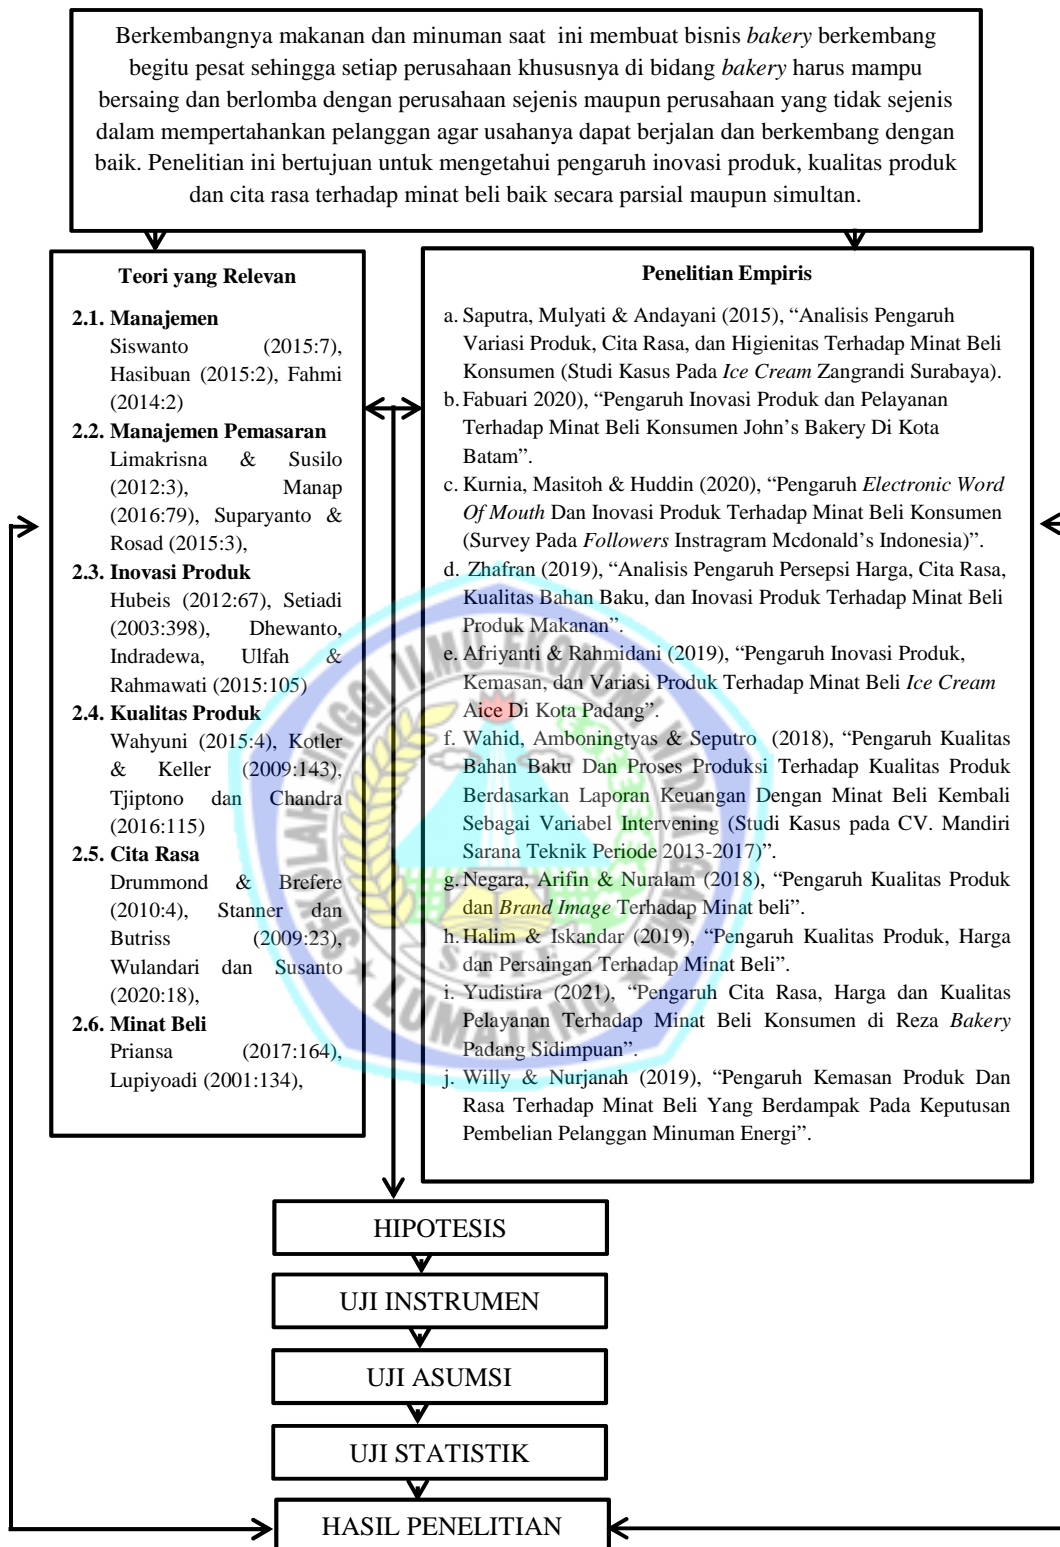 Berkembangnya makanan dan minuman saat ini membuat bisnis bakery berkembang
begitu pesat sehingga setiap perusahaan khususnya di bidang bakery harus mampu
bersaing dan berlomba dengan perusahaan sejenis maupun perusahaan yang tidak sejenis
dalam mempertahankan pelanggan agar usahanya dapat berjalan dan berkembang dengan
baik. Penelitian ini bertujuan untuk mengetahui pengaruh inovasi produk, kualitas produk
dan cita rasa terhadap minat beli baik secara parsial maupun simultan.
Teori yang Relevan
2.1. Manajemen
Siswanto (2015:7),
Hasibuan (2015:2), Fahmi
(2014:2)
2.2. Manajemen Pemasaran
Limakrisna & Susilo
(2012:3), Manap
(2016:79), Suparyanto &
Rosad (2015:3),
2.3. Inovasi Produk
Hubeis (2012:67), Setiadi
(2003:398), Dhewanto,
Indradewa, Ulfah &
Rahmawati (2015:105)
2.4. Kualitas Produk
Wahyuni (2015:4), Kotler
& Keller (2009:143),
Tjiptono dan Chandra
(2016:115)
2.5. Cita Rasa
Drummond & Brefere
(2010:4), Stanner dan
Butriss (2009:23),
Wulandari dan Susanto
(2020:18),
2.6. Minat Beli
Priansa (2017:164),
Lupiyoadi (2001:134),
Penelitian Empiris
a. Saputra, Mulyati & Andayani (2015), “Analisis Pengaruh
Variasi Produk, Cita Rasa, dan Higienitas Terhadap Minat Beli
Konsumen (Studi Kasus Pada Ice Cream Zangrandi Surabaya).
b. Fabuari 2020), “Pengaruh Inovasi Produk dan Pelayanan
Terhadap Minat Beli Konsumen John’s Bakery Di Kota
Batam”.
c. Kurnia, Masitoh & Huddin (2020), “Pengaruh Electronic Word
Of Mouth Dan Inovasi Produk Terhadap Minat Beli Konsumen
(Survey Pada Followers Instragram Mcdonald’s Indonesia)”.
d. Zhafran (2019), “Analisis Pengaruh Persepsi Harga, Cita Rasa,
Kualitas Bahan Baku, dan Inovasi Produk Terhadap Minat Beli
Produk Makanan”.
e. Afriyanti & Rahmidani (2019), “Pengaruh Inovasi Produk,
Kemasan, dan Variasi Produk Terhadap Minat Beli Ice Cream
Aice Di Kota Padang”.
f. Wahid, Amboningtyas & Seputro (2018), “Pengaruh Kualitas
Bahan Baku Dan Proses Produksi Terhadap Kualitas Produk
Berdasarkan Laporan Keuangan Dengan Minat Beli Kembali
Sebagai Variabel Intervening (Studi Kasus pada CV. Mandiri
Sarana Teknik Periode 2013-2017)”.
g. Negara, Arifin & Nuralam (2018), “Pengaruh Kualitas Produk
dan Brand Image Terhadap Minat beli”.
h. Halim & Iskandar (2019), “Pengaruh Kualitas Produk, Harga
dan Persaingan Terhadap Minat Beli”.
i. Yudistira (2021), “Pengaruh Cita Rasa, Harga dan Kualitas
Pelayanan Terhadap Minat Beli Konsumen di Reza Bakery
Padang Sidimpuan”.
j. Willy & Nurjanah (2019), “Pengaruh Kemasan Produk Dan
Rasa Terhadap Minat Beli Yang Berdampak Pada Keputusan
Pembelian Pelanggan Minuman Energi”.
HIPOTESIS
UJI INSTRUMEN
UJI ASUMSI
UJI STATISTIK
HASIL PENELITIAN